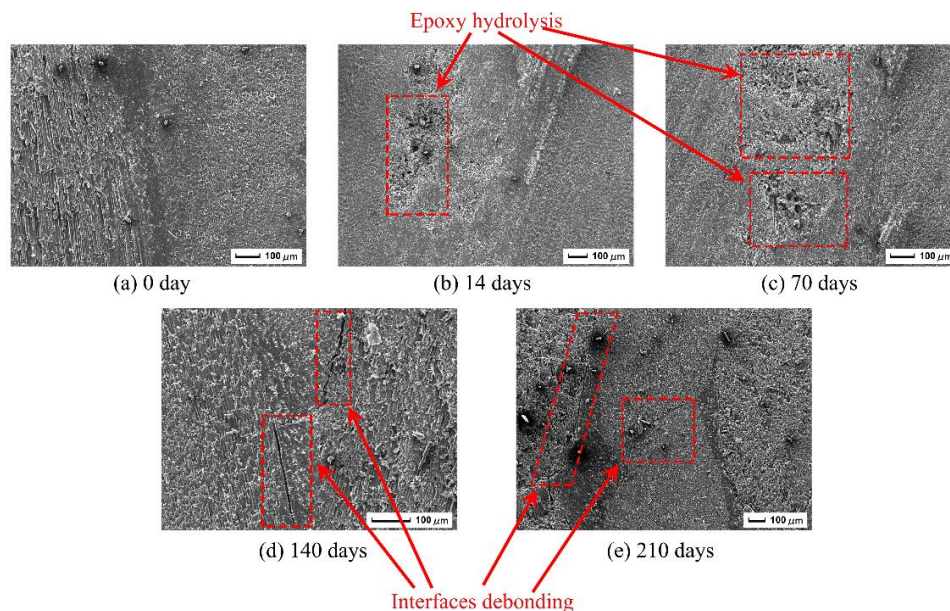 Epoxy hydrolysis
100 μm
100 μm
100 μm
(a) 0 day
(b) 14 days
(c) 70 days
100 μm
100 μm
(d) 140 days
(e) 210 days
Interfaces debonding